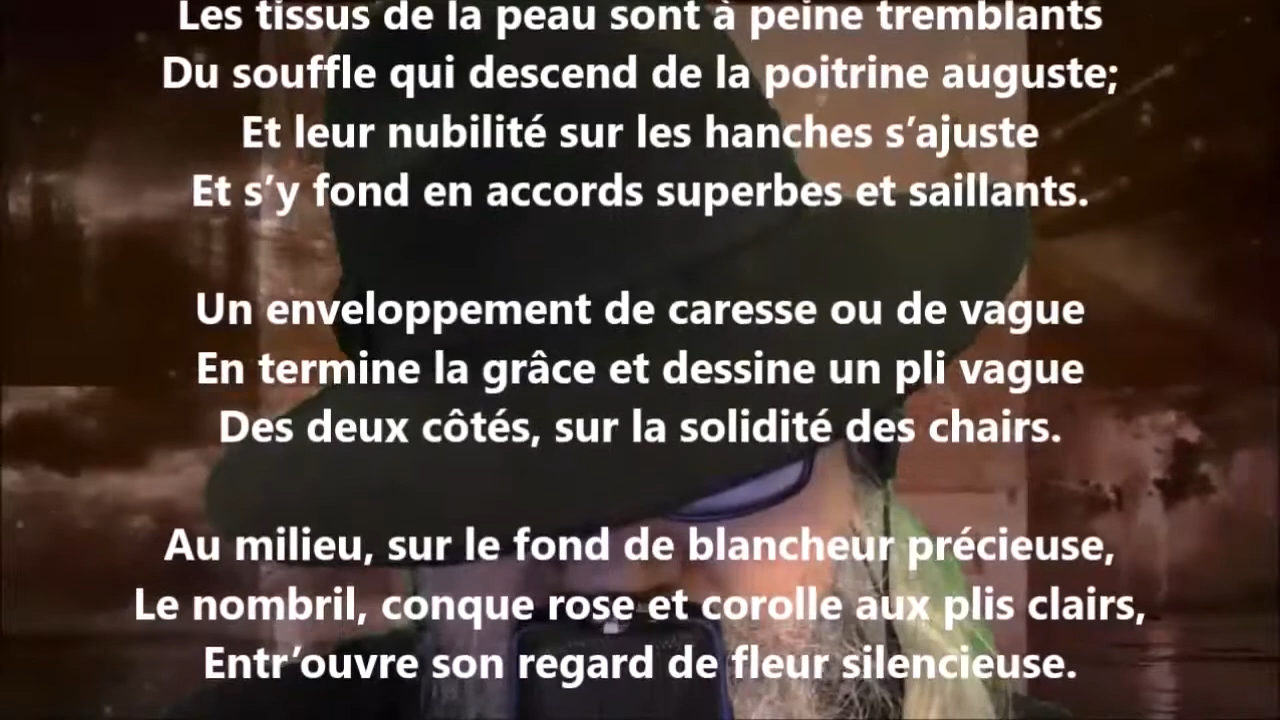 Les tissus de la peau sont à peine tremblants
Du souffle qui descend de la poitrine auguste;
Et leur nubilité sur les hanches s’ajuste
Et s’y fond en accords superbes et saillants.
Un enveloppement de caresse ou de vague
En termine la grâce et dessine un pli vague
Des deux côtés, sur la solidité des chairs.
Au milieu, sur le fond de blancheur précieuse,
Le nombril, conque rose et corolle aux plis clairs,
Entr’ouvre son regard de fleur silencieuse.